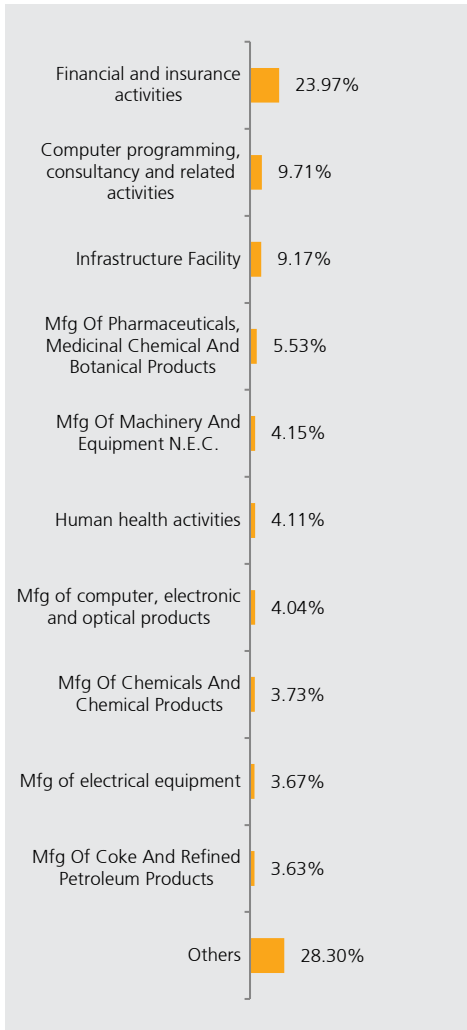 Financial and insurance
activities
23.97%
Computer programming,
consultancy and related
activities
9.71%
Infrastructure Facility
9.17%
Mfg Of Pharmaceuticals,
Medicinal Chemical And
Botanical Products
5.53%
Mfg Of Machinery And
Equipment N.E.C.
4.15%
Human health activities
4.11%
Mfg of computer, electronic
and optical products
4.04%
Mfg Of Chemicals And
Chemical Products
3.73%
Mfg of electrical equipment
3.67%
Mfg Of Coke And Refined
Petroleum Products
3.63%
Others
28.30%